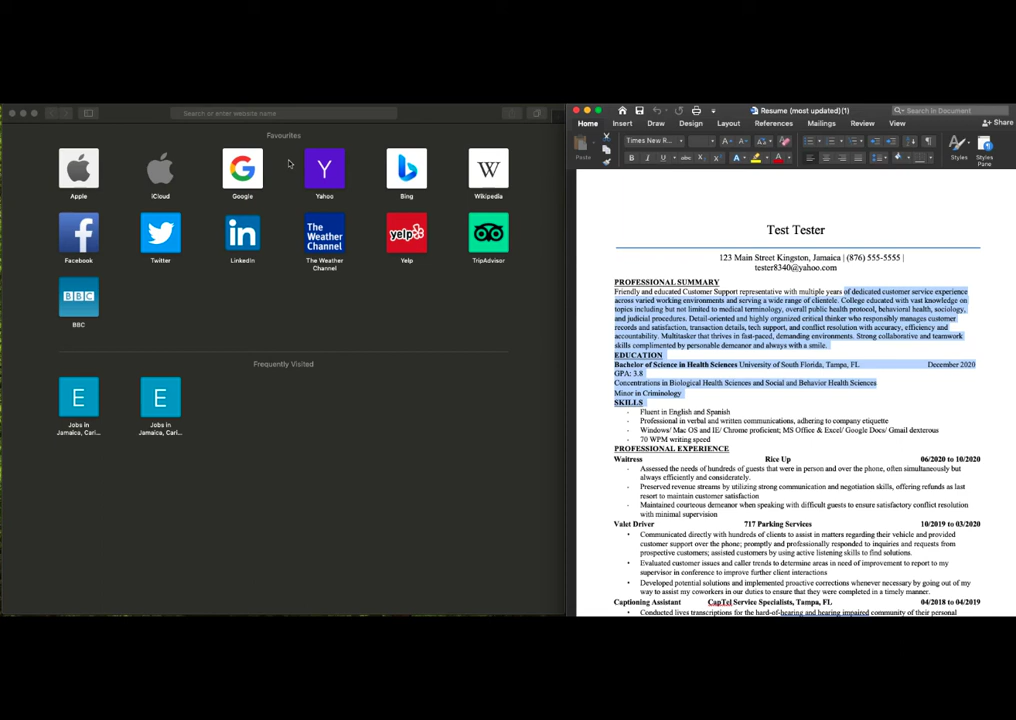 Search or enter website name
Favourites
Apple
iCloud
Google
Y
Yahoo
Bing
W
Wikipedia
Facebook
Twitter
in
LinkedIn
The
Weather
Channel
The Weather
Channel
yelp
Yelp
TripAdvisor
BBC
BBC
Frequently Visited
E
Jobs in
Jamaica, Cari...
E
Jobs in
Jamaica, Cari...
Resume (most updated)(1)
Search in Document
Home Insert Draw Design Layout References Mailings Review View
Share
Times New R...
Paste
Styles
Styles
Pane
Test Tester
123 Main Street Kingston, Jamaica | (876) 555-5555 |
tester8340@yahoo.com
PROFESSIONAL SUMMARY
Friendly and educated Customer Support representative with multiple years of dedicated customer service experience
across varied working environments and serving a wide range of clientele. College educated with vast knowledge on
topics including but not limited to medical terminology, overall public health protocol, behavioral health, sociology,
and judicial procedures. Detail-oriented and highly organized critical thinker who responsibly manages customer
records and satisfaction, transaction details, tech support, and conflict resolution with accuracy, efficiency and
accountability. Multitasker that thrives in fast-paced, demanding environments. Strong collaborative and teamwork
skills complimented by personable demeanor and always with a smile.
EDUCATION
Bachelor of Science in Health Sciences University of South Florida, Tampa, FL December 2020
GPA: 3.8
Concentrations in Biological Health Sciences and Social and Behavior Health Sciences
Minor in Criminology
SKILLS
- Fluent in English and Spanish
- Professional in verbal and written communications, adhering to company etiquette
- Windows/ Mac OS and IE/ Chrome proficient; MS Office & Excel/ Google Docs/ Gmail dexterous
- 70 WPM writing speed
PROFESSIONAL EXPERIENCE
Waitress Rice Up 06/2020 to 10/2020
- Assessed the needs of hundreds of guests that were in person and over the phone, often simultaneously but
always efficiently and considerately.
- Preserved revenue streams by utilizing strong communication and negotiation skills, offering refunds as last
resort to maintain customer satisfaction
- Maintained courteous demeanor when speaking with difficult guests to ensure satisfactory conflict resolution
with minimal supervision
Valet Driver 717 Parking Services 10/2019 to 03/2020
• Communicated directly with hundreds of clients to assist in matters regarding their vehicle and provided
customer support over the phone; promptly and professionally responded to inquiries and requests from
prospective customers; assisted customers by using active listening skills to find solutions.
• Evaluated customer issues and caller trends to determine areas in need of improvement to report to my
supervisor in conference to improve further client interactions
• Developed potential solutions and implemented proactive corrections whenever necessary by going out of my
way to assist my coworkers in our duties to ensure that they were completed in a timely manner.
Captioning Assistant CapTel Service Specialists, Tampa, FL 04/2018 to 04/2019
• Conducted lives transcriptions for the hard-of-hearing and hearing impaired community of their personal